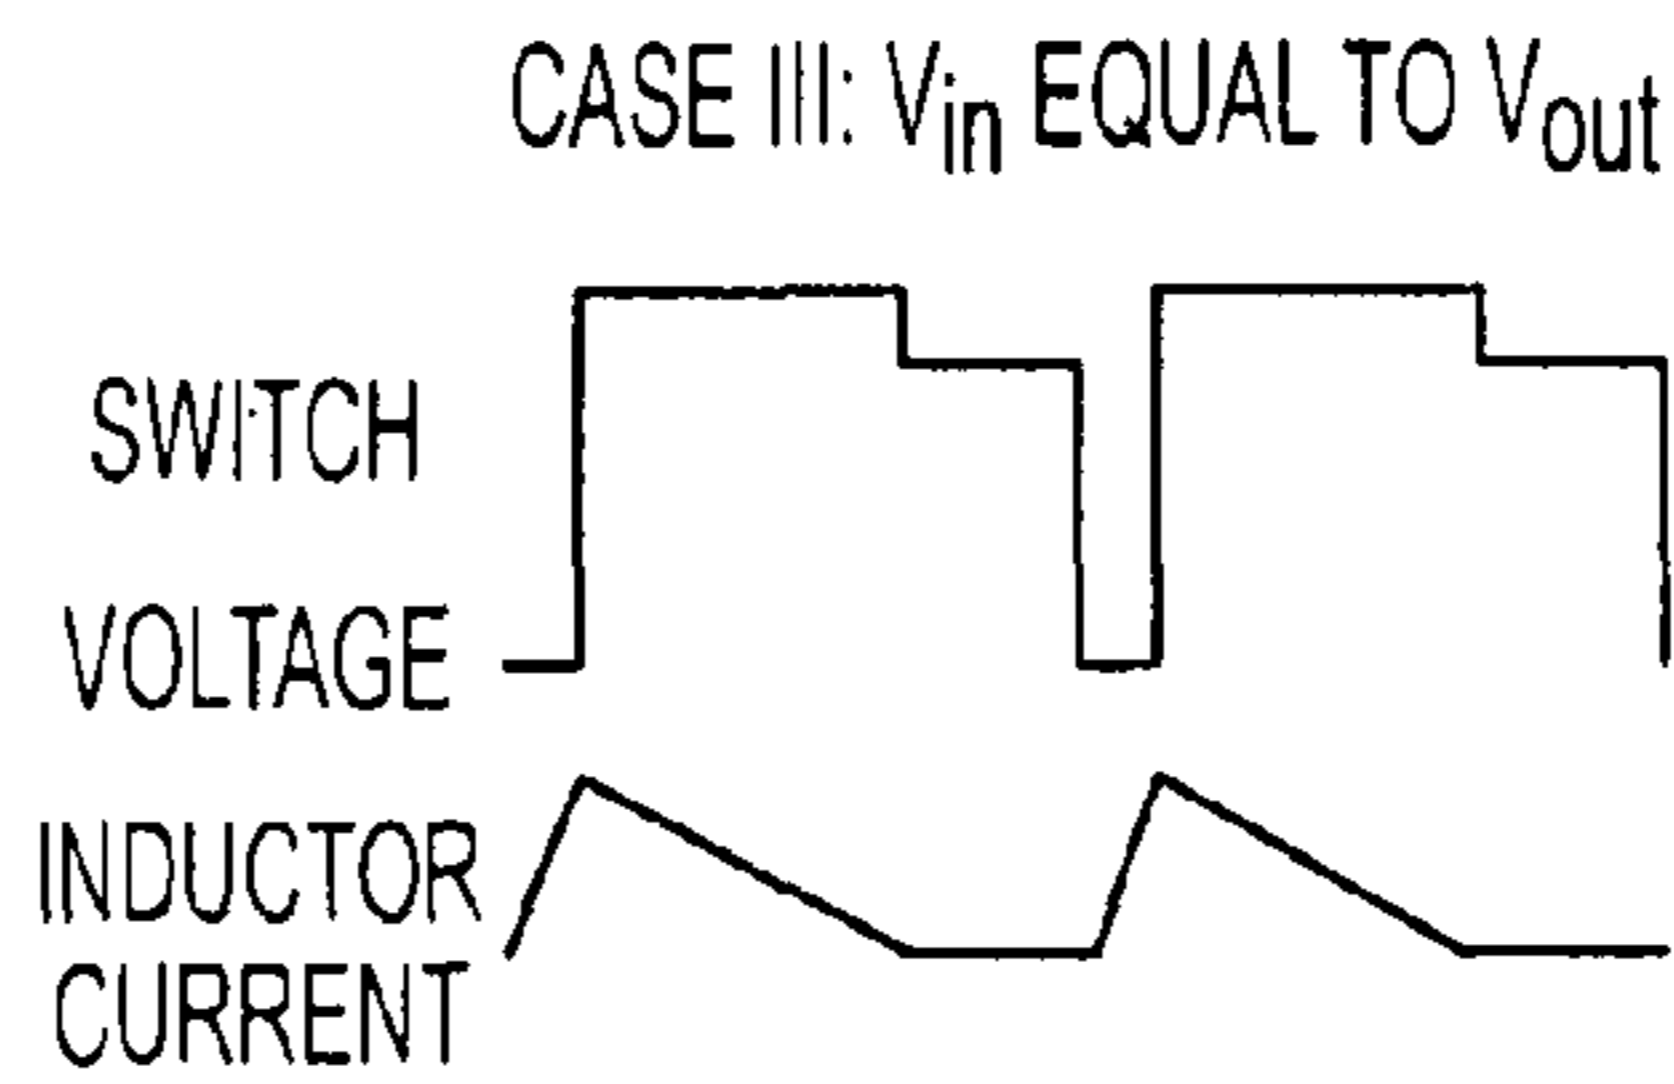 CASE III: Vin EQUAL TO Vout
SWITCH
VOLTAGE
INDUCTOR
CURRENT